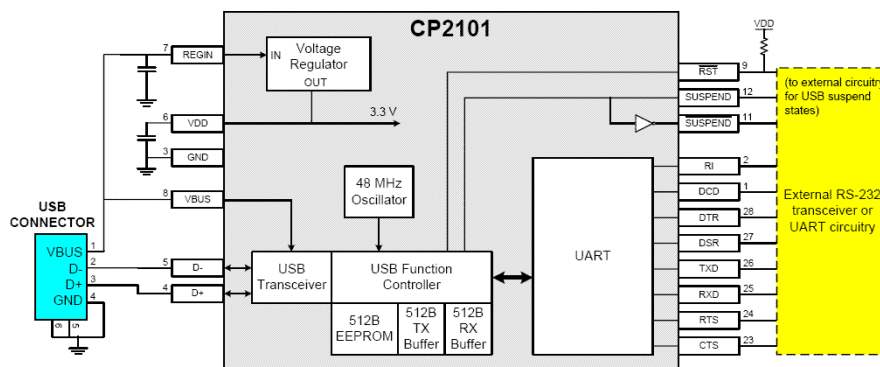 CP2101
7
REGIN
IN
Voltage
Regulator
OUT
6
VDD
3.3 V
3
GND
8
VBUS
48 MHz
Oscillator
USB
CONNECTOR
VBUS
D-
D+
GND
1
2
3
4
6
5
5
D-
4
D+
USB
Transceiver
USB Function
Controller
512B
EEPROM
512B
TX
Buffer
512B
RX
Buffer
UART
VDD
RST
9
SUSPEND
12
SUSPEND
11
RI
2
DCD
1
DTR
28
DSR
27
TXD
26
RXD
25
RTS
24
CTS
23
(to external circuitry
for USB suspend
states)
External RS-232
transceiver or
UART circuitry